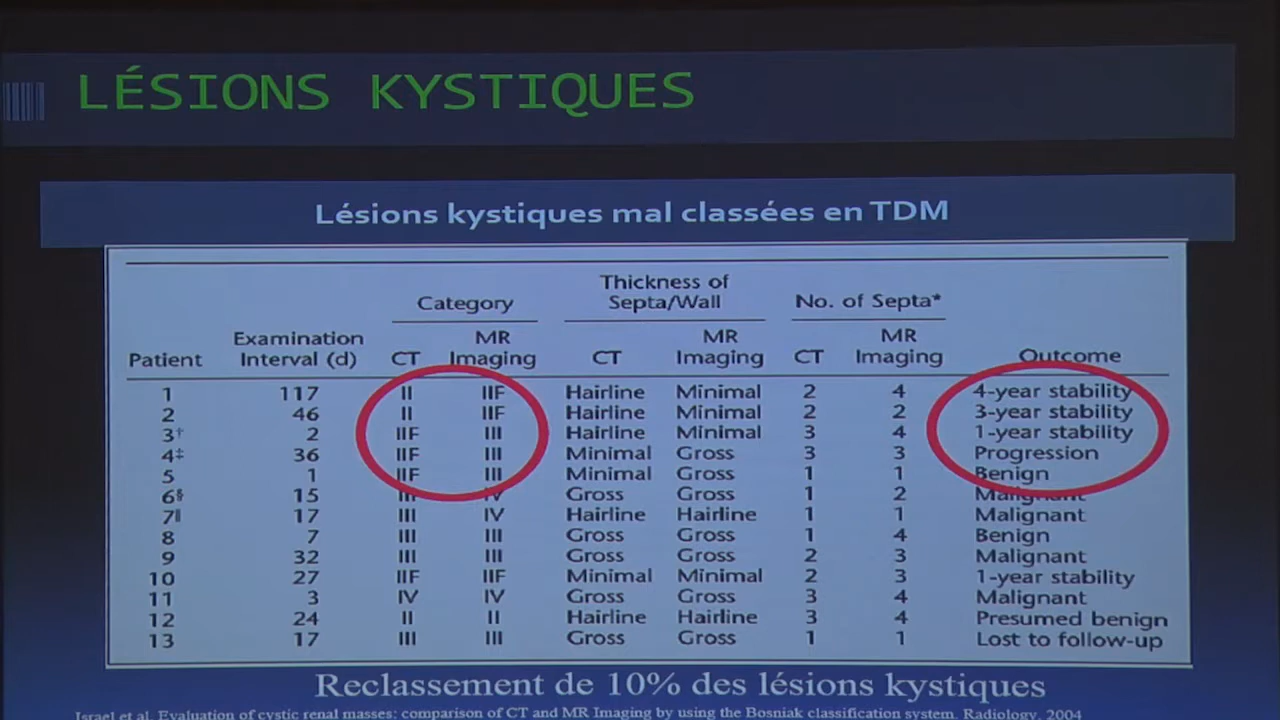 LÉSIONS KYSTIQUES
Lésions kystiques mal classées en TDM
Category Thickness of Septa/Wall No. of Septa*
Patient Examination Interval (d) CT MR Imaging CT MR Imaging CT MR Imaging Outcome
1 117 II IIF Hairline Minimal 2 4 4-year stability
2 46 II IIF Hairline Minimal 2 2 3-year stability
3† 2 IIF III Hairline Minimal 3 4 1-year stability
4‡ 36 IIF III Minimal Gross 3 3 Progression
5 1 IIF III Minimal Gross 1 1 Benign
6§ 15 III IV Gross Gross 1 2 Malignant
7‖ 17 III IV Hairline Hairline 1 1 Malignant
8 7 III III Gross Gross 1 4 Benign
9 32 III III Gross Gross 2 3 Malignant
10 27 IIF IIF Minimal Minimal 2 3 1-year stability
11 3 IV IV Gross Gross 3 4 Malignant
12 24 II II Hairline Hairline 3 4 Presumed benign
13 17 III III Gross Gross 1 1 Lost to follow-up
Reclassement de 10% des lésions kystiques
Israel et al. Evaluation of cystic renal masses: comparison of CT and MR Imaging by using the Bosniak classification system. Radiology, 2004